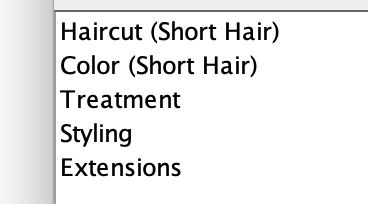 Haircut (Short Hair)
Color (Short Hair)
Treatment
Styling
Extensions